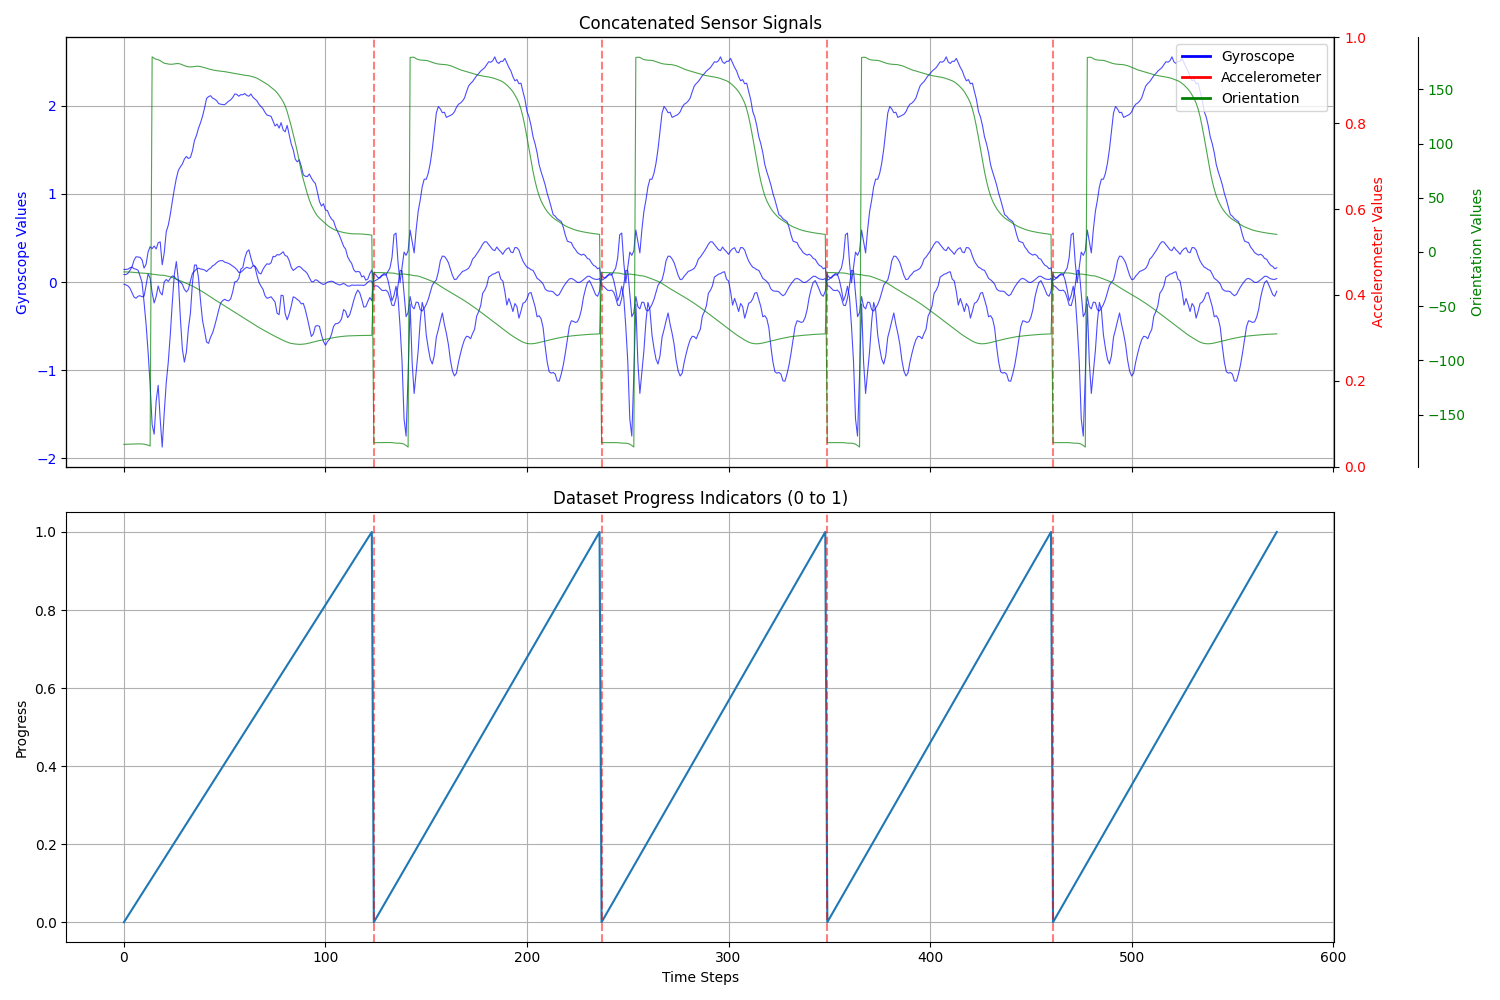 Concatenated Sensor Signals
Gyroscope Values
2
1
0
−1
−2
Gyroscope
Accelerometer
Orientation
1.0
0.8
0.6
0.4
0.2
0.0
Accelerometer Values
150
100
50
0
−50
−100
−150
Orientation Values
Dataset Progress Indicators (0 to 1)
Progress
1.0
0.8
0.6
0.4
0.2
0.0
0 100 200 300 400 500 600
Time Steps